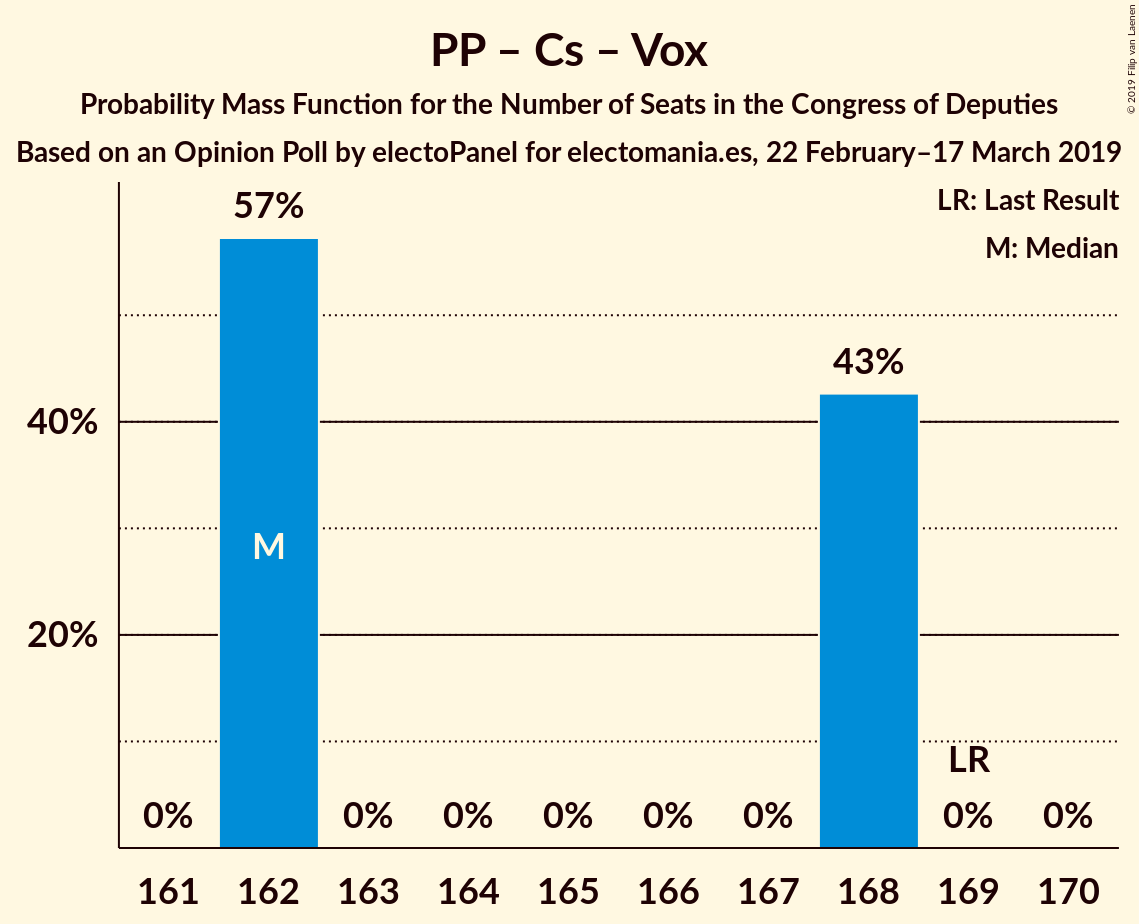 PP – Cs – Vox
Probability Mass Function for the Number of Seats in the Congress of Deputies
Based on an Opinion Poll by electoPanel for electomania.es, 22 February–17 March 2019
© 2019 Filip van Laenen
LR: Last Result
M: Median
57%
43%
40%
M
20%
LR
0% 0% 0% 0% 0% 0% 0% 0%
161 162 163 164 165 166 167 168 169 170